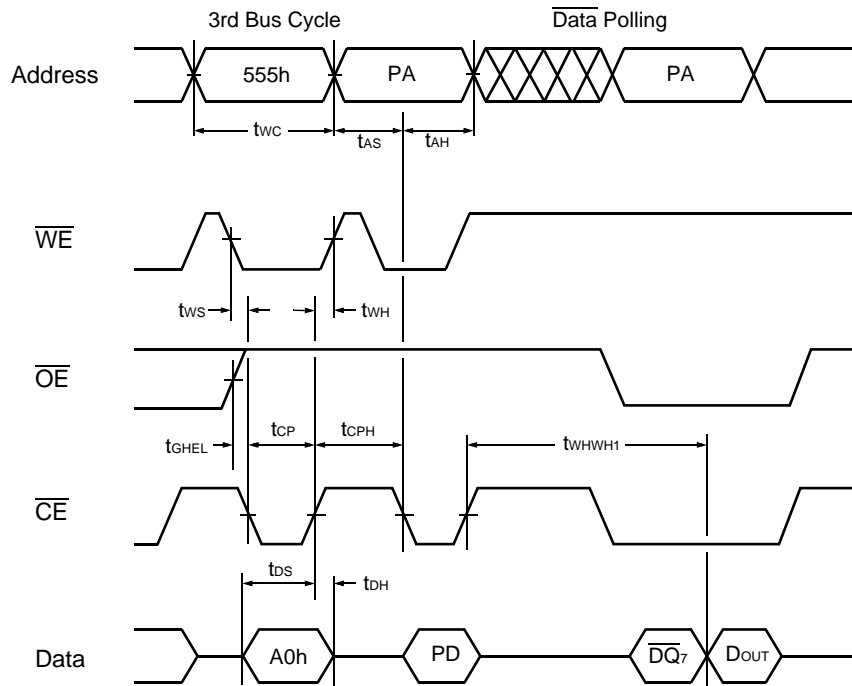 3rd Bus Cycle
Data Polling
Address
555h
PA
PA
tWC
tAS
tAH
WE
tWS
tWH
OE
tGHEL
tCP
tCPH
tWHWH1
CE
tDS
tDH
Data
A0h
PD
DQ7
DOUT